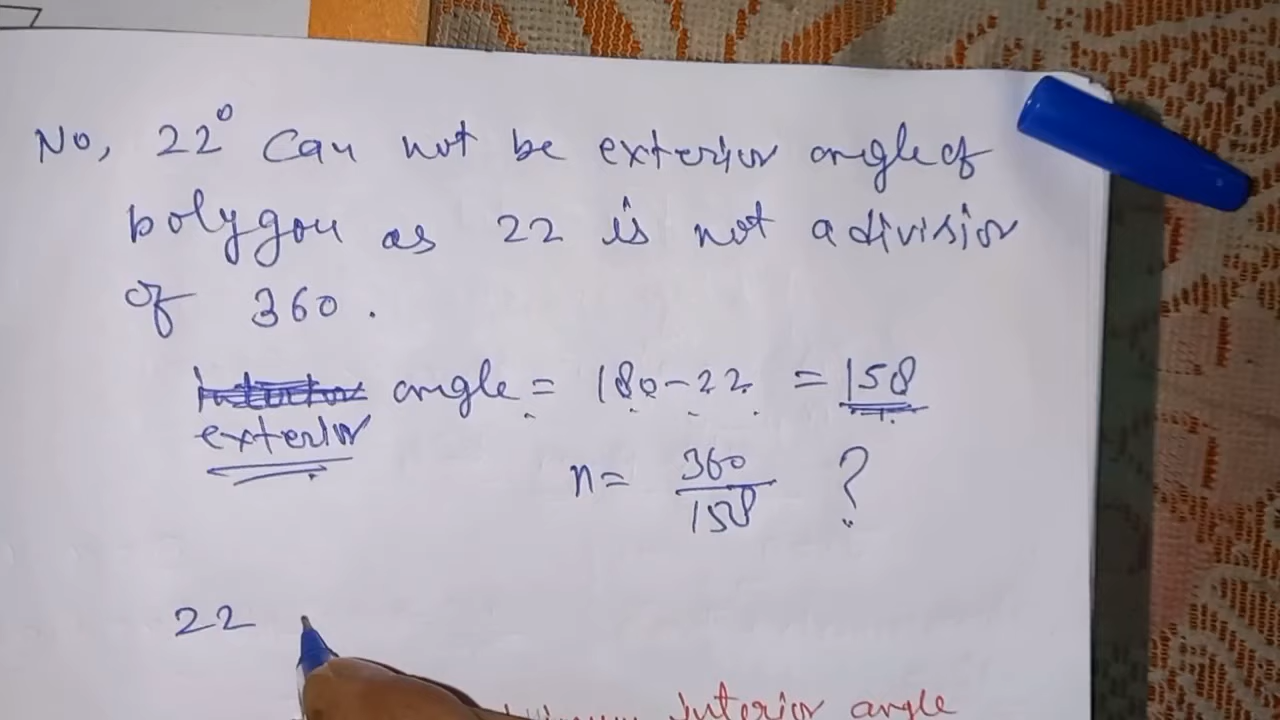 No, 22° Can not be exterior angle of
polygon as 22 is not a divisior
of 360.
angle = 180-22 = 158
exterior
n= 360/158 ?
22
interior angle